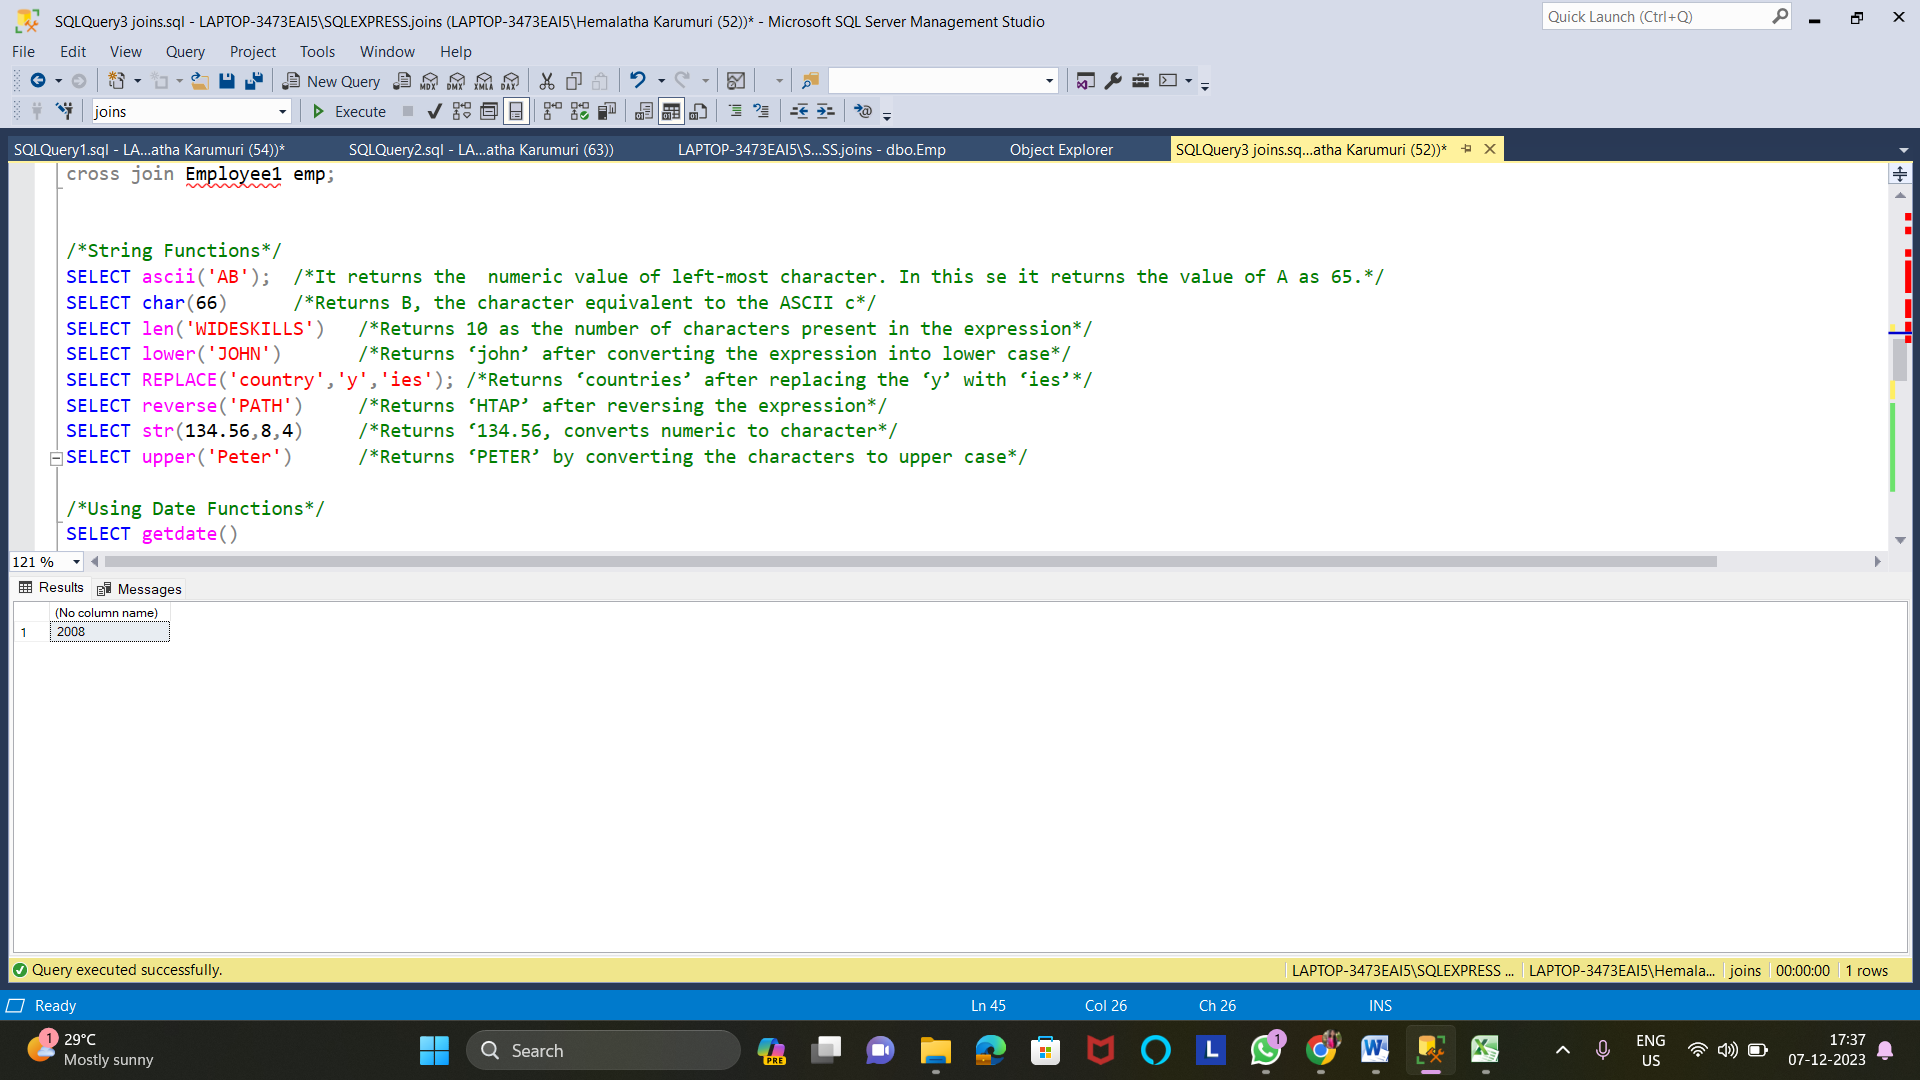 SQLQuery3 joins.sql - LAPTOP-3473EAI5\SQLEXPRESS.joins (LAPTOP-3473EAI5\Hemalatha Karumuri (52))* - Microsoft SQL Server Management Studio
Quick Launch (Ctrl+Q)
File Edit View Query Project Tools Window Help
New Query MDX DMX XMLA DAX
joins Execute
SQLQuery1.sql - LA...atha Karumuri (54))* SQLQuery2.sql - LA...atha Karumuri (63)) LAPTOP-3473EAI5\S...SS.joins - dbo.Emp Object Explorer SQLQuery3 joins.sq...atha Karumuri (52))*
cross join Employee1 emp;
/*String Functions*/
SELECT ascii('AB'); /*It returns the  numeric value of left-most character. In this se it returns the value of A as 65.*/
SELECT char(66) /*Returns B, the character equivalent to the ASCII c*/
SELECT len('WIDESKILLS') /*Returns 10 as the number of characters present in the expression*/
SELECT lower('JOHN') /*Returns ‘john’ after converting the expression into lower case*/
SELECT REPLACE('country','y','ies'); /*Returns ‘countries’ after replacing the ‘y’ with ‘ies’*/
SELECT reverse('PATH') /*Returns ‘HTAP’ after reversing the expression*/
SELECT str(134.56,8,4) /*Returns ‘134.56, converts numeric to character*/
SELECT upper('Peter') /*Returns ‘PETER’ by converting the characters to upper case*/
/*Using Date Functions*/
SELECT getdate()
121 %
Results Messages
(No column name)
1 2008
Query executed successfully. LAPTOP-3473EAI5\SQLEXPRESS ... LAPTOP-3473EAI5\Hemala... joins 00:00:00 1 rows
Ready Ln 45 Col 26 Ch 26 INS
1 29°C
Mostly sunny
Search
PRE
L
1
ENG
US
17:37
07-12-2023